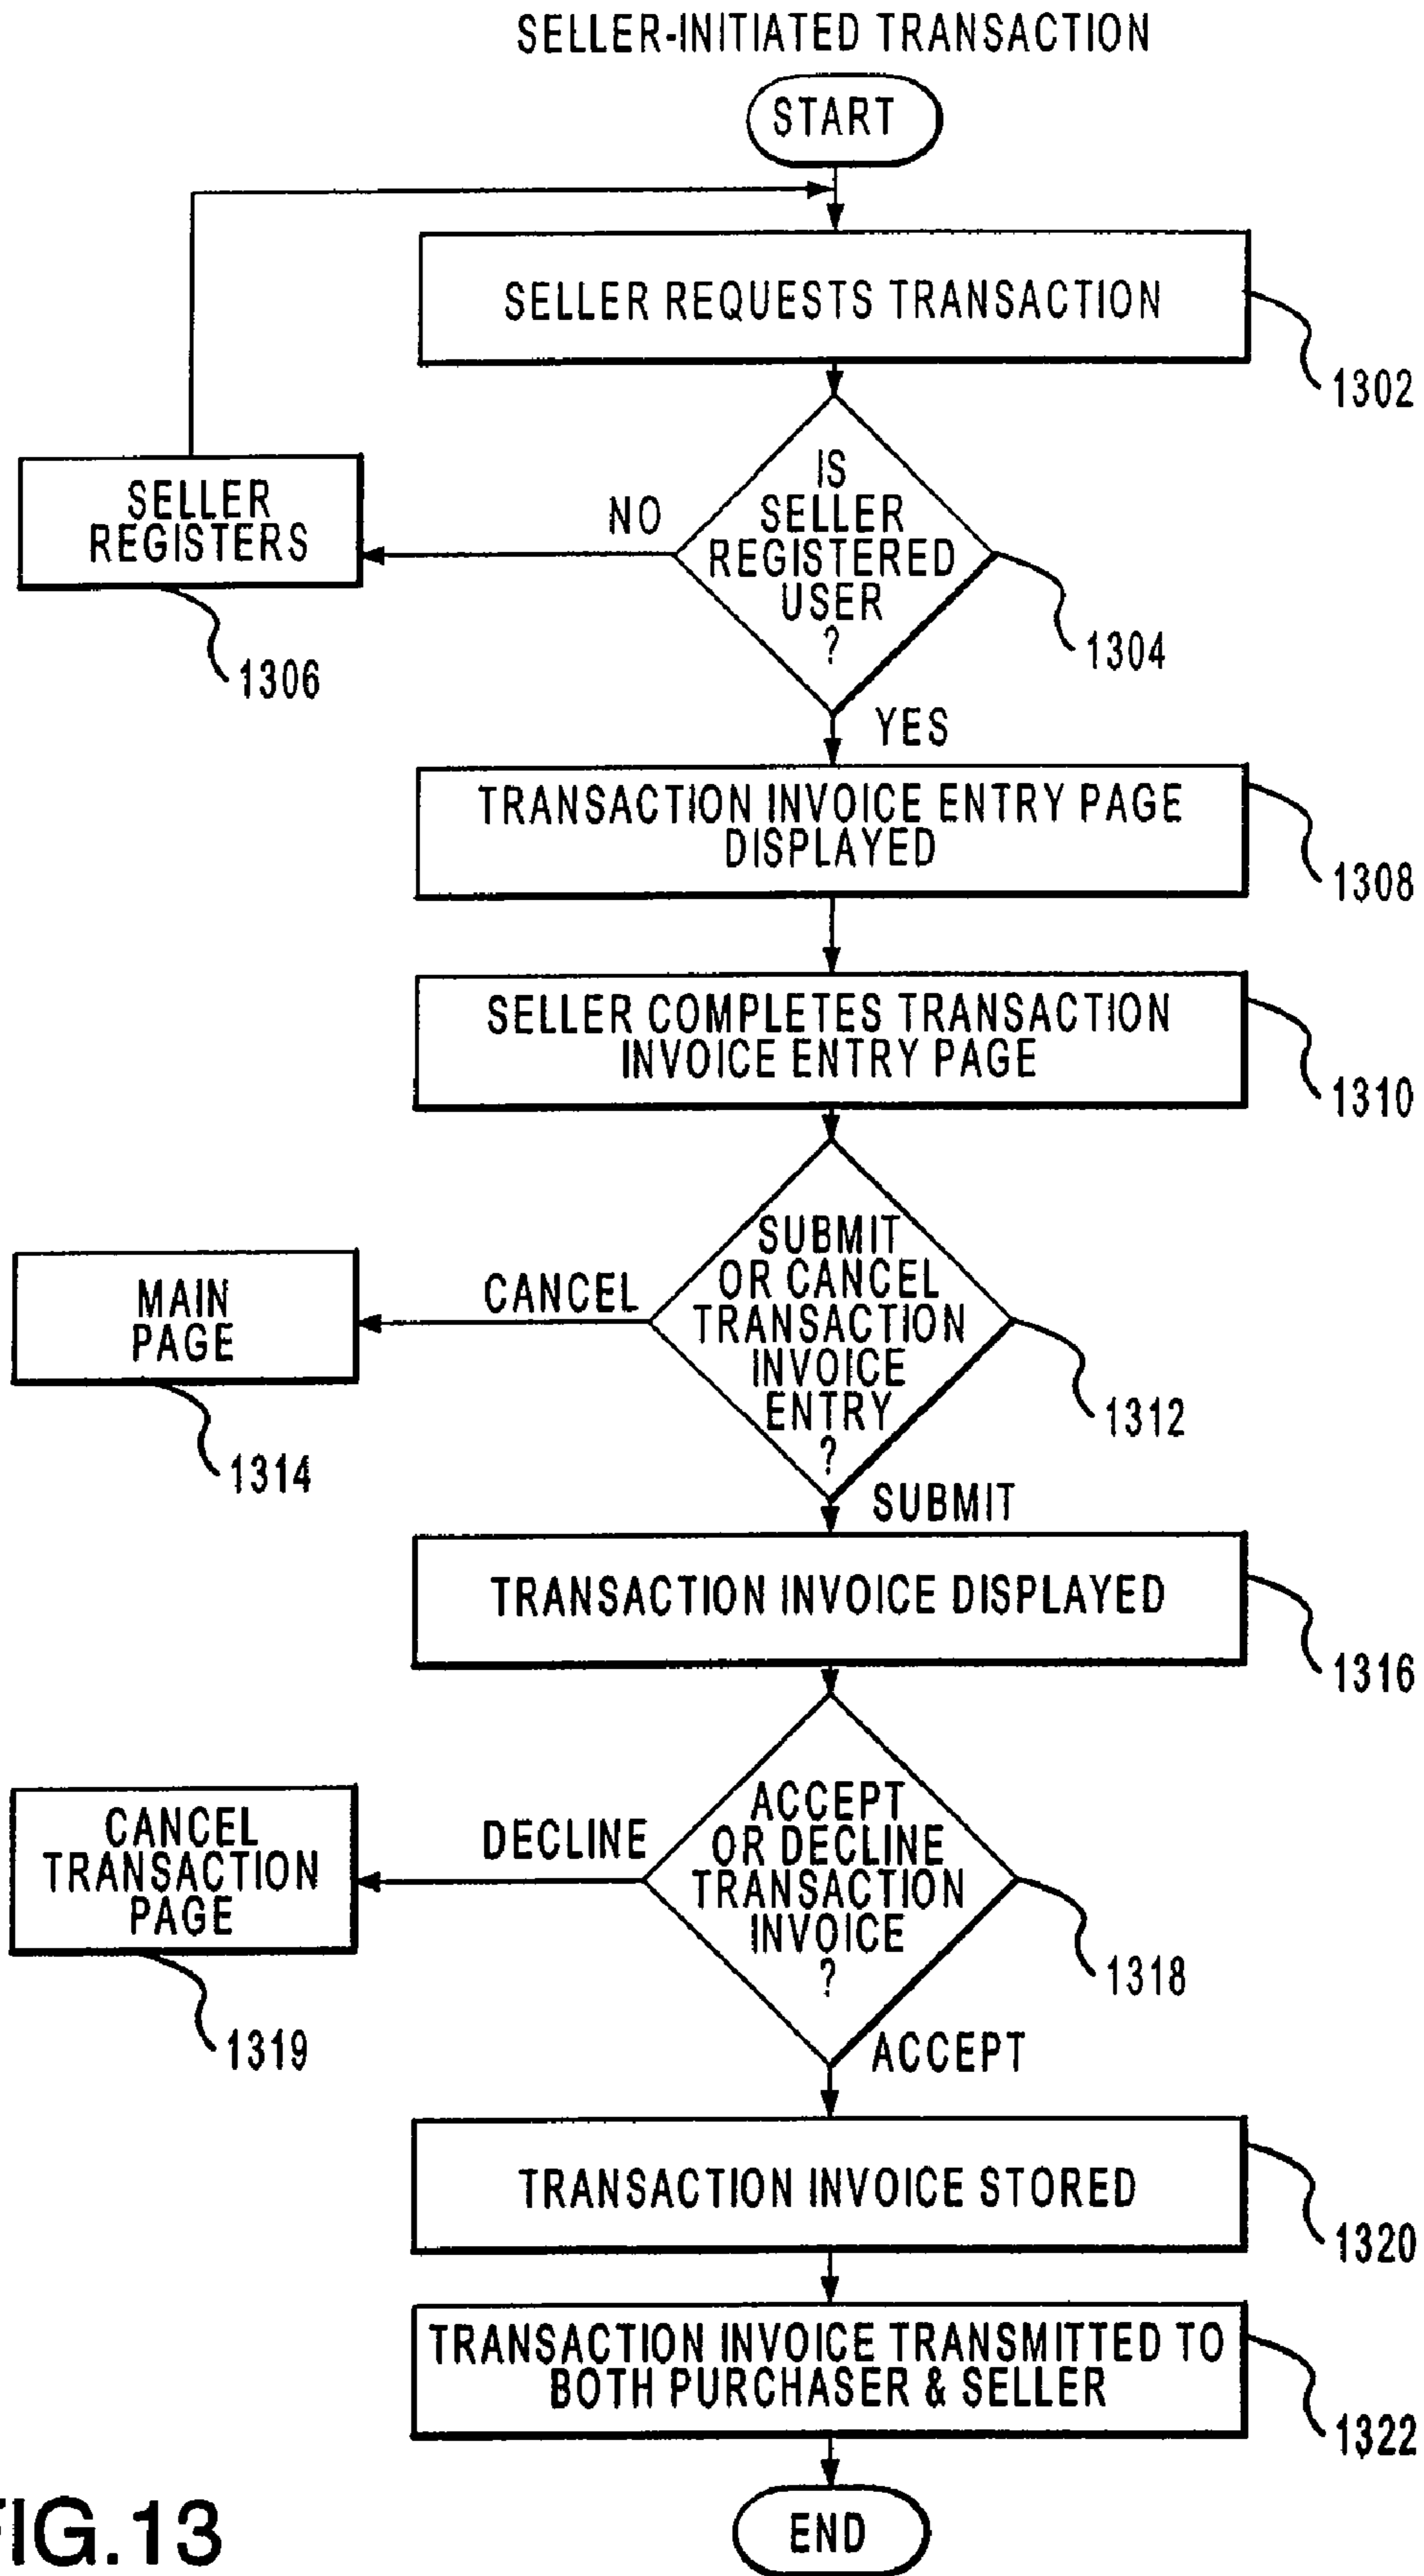 SELLER-INITIATED TRANSACTION
START
SELLER REQUESTS TRANSACTION
1302
IS
SELLER
REGISTERED
USER
?
NO
SELLER
REGISTERS
1304
1306
YES
TRANSACTION INVOICE ENTRY PAGE
DISPLAYED
1308
SELLER COMPLETES TRANSACTION
INVOICE ENTRY PAGE
1310
SUBMIT
OR CANCEL
TRANSACTION
INVOICE
ENTRY
?
CANCEL
MAIN
PAGE
1312
1314
SUBMIT
TRANSACTION INVOICE DISPLAYED
1316
ACCEPT
OR DECLINE
TRANSACTION
INVOICE
?
DECLINE
CANCEL
TRANSACTION
PAGE
1318
1319
ACCEPT
TRANSACTION INVOICE STORED
1320
TRANSACTION INVOICE TRANSMITTED TO
BOTH PURCHASER & SELLER
1322
END
FIG.13